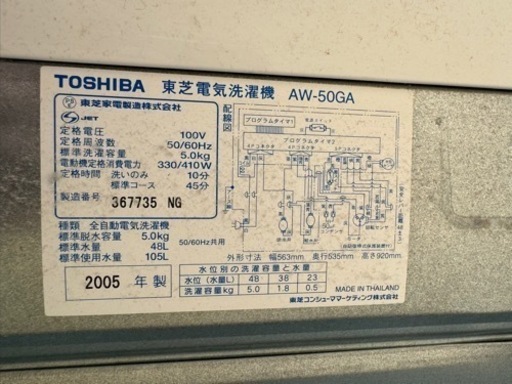 TOSHIBA 東芝電気洗濯機 AW-50GA
東芝家電製造株式会社
JET
定格電圧 100V
定格周波数 50/60Hz
標準洗濯容量 5.0kg
電動機定格消費電力 330/410W
定格時間 洗いのみ 10分
標準コース 45分
製造番号 367735 NG
種類 全自動電気洗濯機
標準脱水容量 5.0kg
標準水量 48L
標準使用水量 105L
50/60Hz共用
2005 年製
配線図
プログラムタイマ1
プログラムタイマ2
外形寸法 幅563mm 奥行535mm 高さ920mm
水位別の洗濯容量と水量
水位(水量L) 48 38 23
洗濯容量kg 5.0 1.8 0.5
MADE IN THAILAND
東芝コンシューママーケティング株式会社